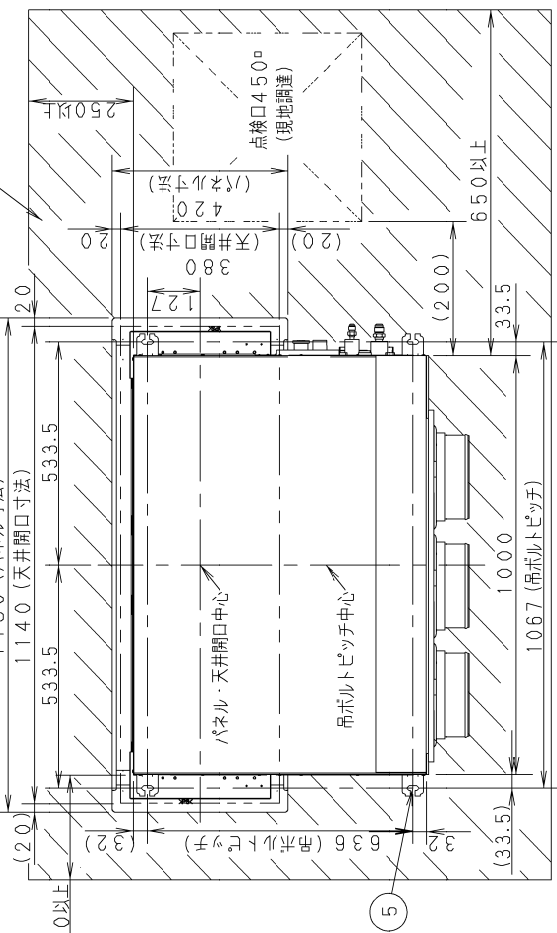 250以上
点検口450□
(現地調達)
420
(パネル寸法)
380
(天井開口寸法)
20
(20)
127
(200)
650以上
20
33.5
1140 (天井開口寸法)
533.5
533.5
パネル・天井開口中心
吊ボルトピッチ中心
1000
1067 (吊ボルトピッチ)
(20)
0以上
(32)
636 (吊ボルトピッチ)
32
(33.5)
5